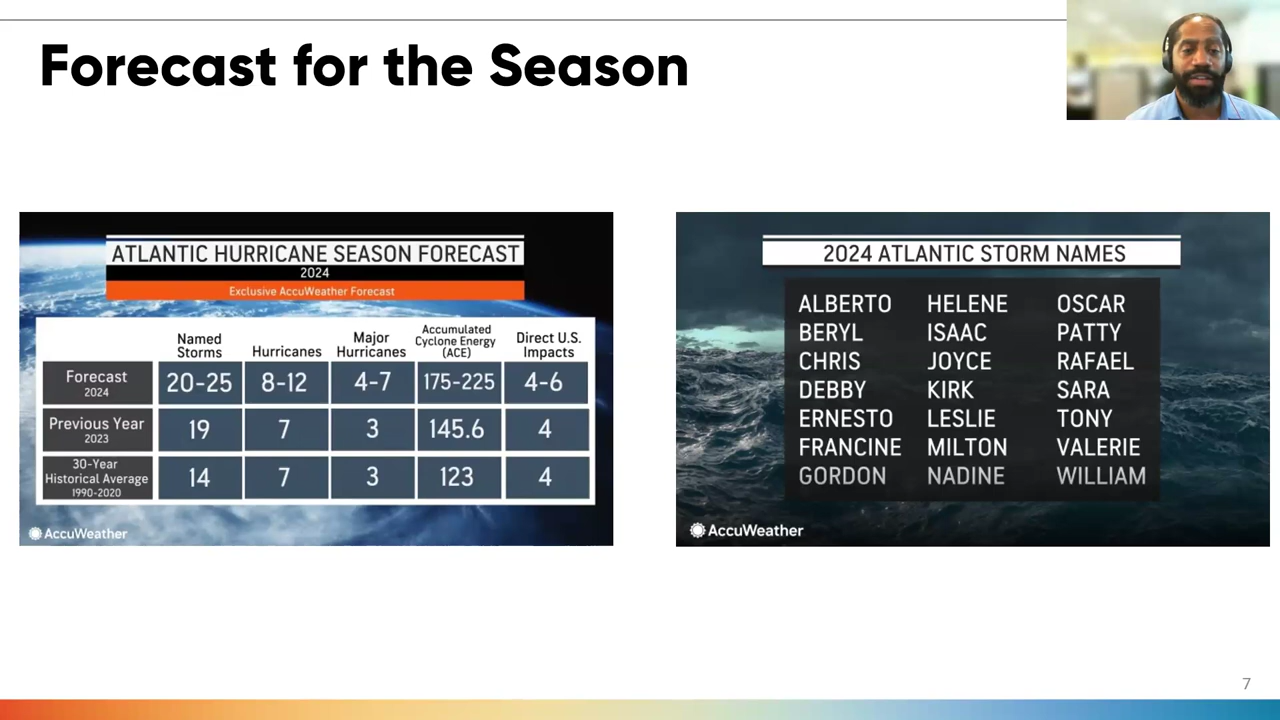 Forecast for the Season
ATLANTIC HURRICANE SEASON FORECAST
2024
Exclusive AccuWeather Forecast
Named Storms
Hurricanes
Major Hurricanes
Accumulated Cyclone Energy (ACE)
Direct U.S. Impacts
Forecast 2024
20-25 8-12 4-7 175-225 4-6
Previous Year 2023
19 7 3 145.6 4
30-Year Historical Average 1990-2020
14 7 3 123 4
AccuWeather
2024 ATLANTIC STORM NAMES
ALBERTO HELENE OSCAR
BERYL ISAAC PATTY
CHRIS JOYCE RAFAEL
DEBBY KIRK SARA
ERNESTO LESLIE TONY
FRANCINE MILTON VALERIE
GORDON NADINE WILLIAM
AccuWeather
7